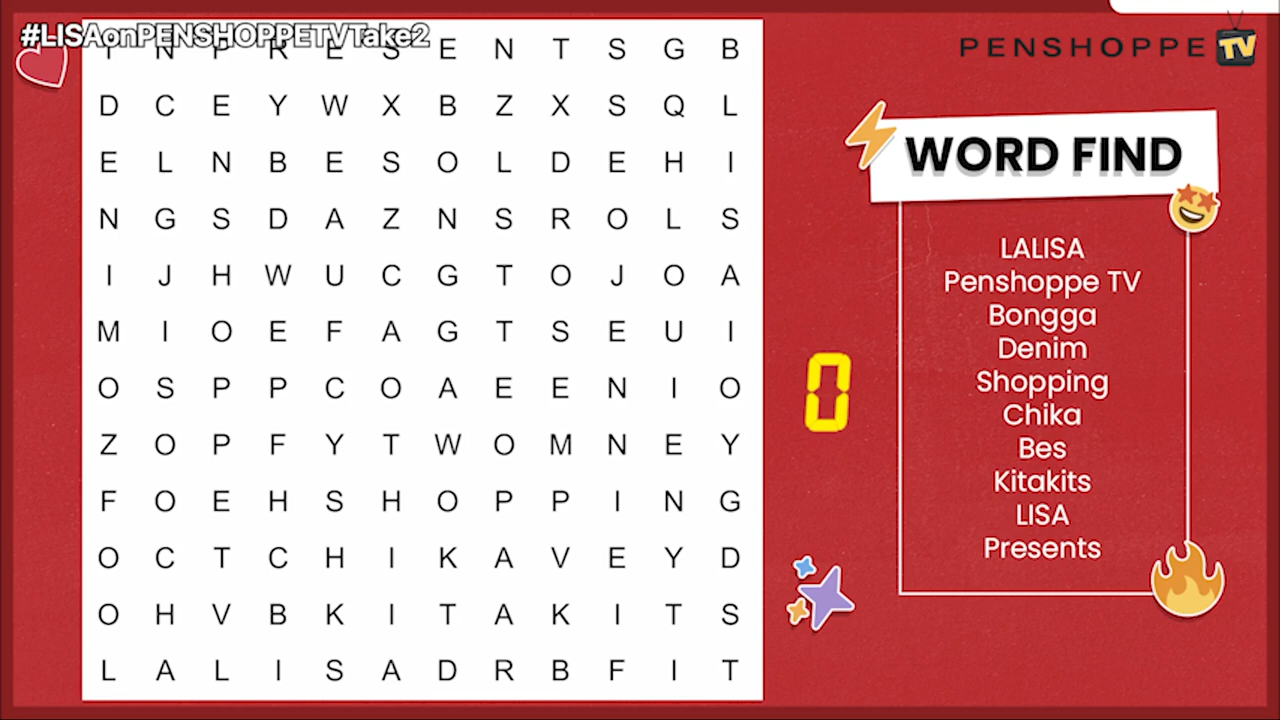 #LISAonPENSHOPPETVTake2
T N P R E S E N T S G B
D C E Y W X B Z X S Q L
E L N B E S O L D E H I
N G S D A Z N S R O L S
I J H W U C G T O J O A
M I O E F A G T S E U I
O S P P C O A E E N I O
Z O P F Y T W O M N E Y
F O E H S H O P P I N G
O C T C H I K A V E Y D
O H V B K I T A K I T S
L A L I S A D R B F I T
PENSHOPPE TV
WORD FIND
LALISA
Penshoppe TV
Bongga
Denim
Shopping
Chika
Bes
Kitakits
LISA
Presents
0